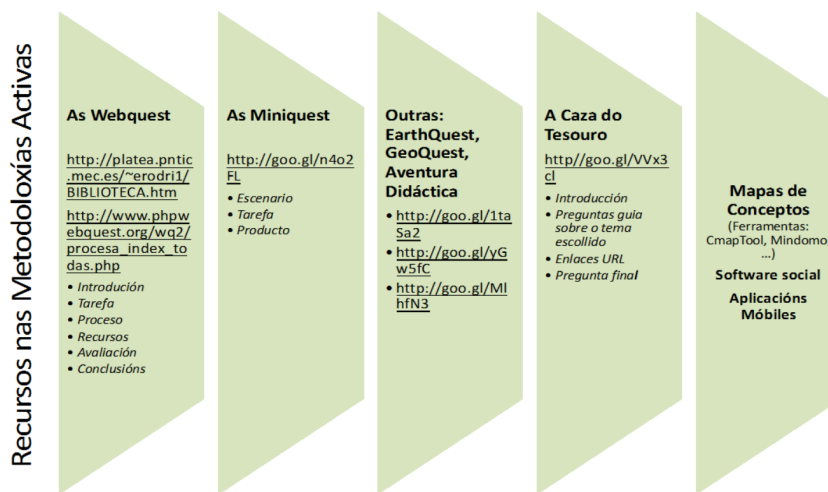 Recursos nas Metodoloxías Activas
As Webquest
http://platea.pntic
.mec.es/~erodri1/
BIBLIOTECA.htm
http://www.phpw
ebquest.org/wq2/
procesa_index_to
das.php
• Introdución
• Tarefa
• Proceso
• Recursos
• Avaliación
• Conclusións
As Miniquest
http://goo.gl/n4o2
FL
• Escenario
• Tarefa
• Producto
Outras:
EarthQuest,
GeoQuest,
Aventura
Didáctica
• http://goo.gl/1ta
Sa2
• http://goo.gl/yG
w5fC
• http://goo.gl/Ml
hfN3
A Caza do
Tesouro
http//goo.gl/VVx3
cl
• Introducción
• Preguntas guia
sobre o tema
escollido
• Enlaces URL
• Pregunta final
Mapas de
Conceptos
(Ferramentas:
CmapTool, Mindomo,
...)
Software social
Aplicacións
Móbiles